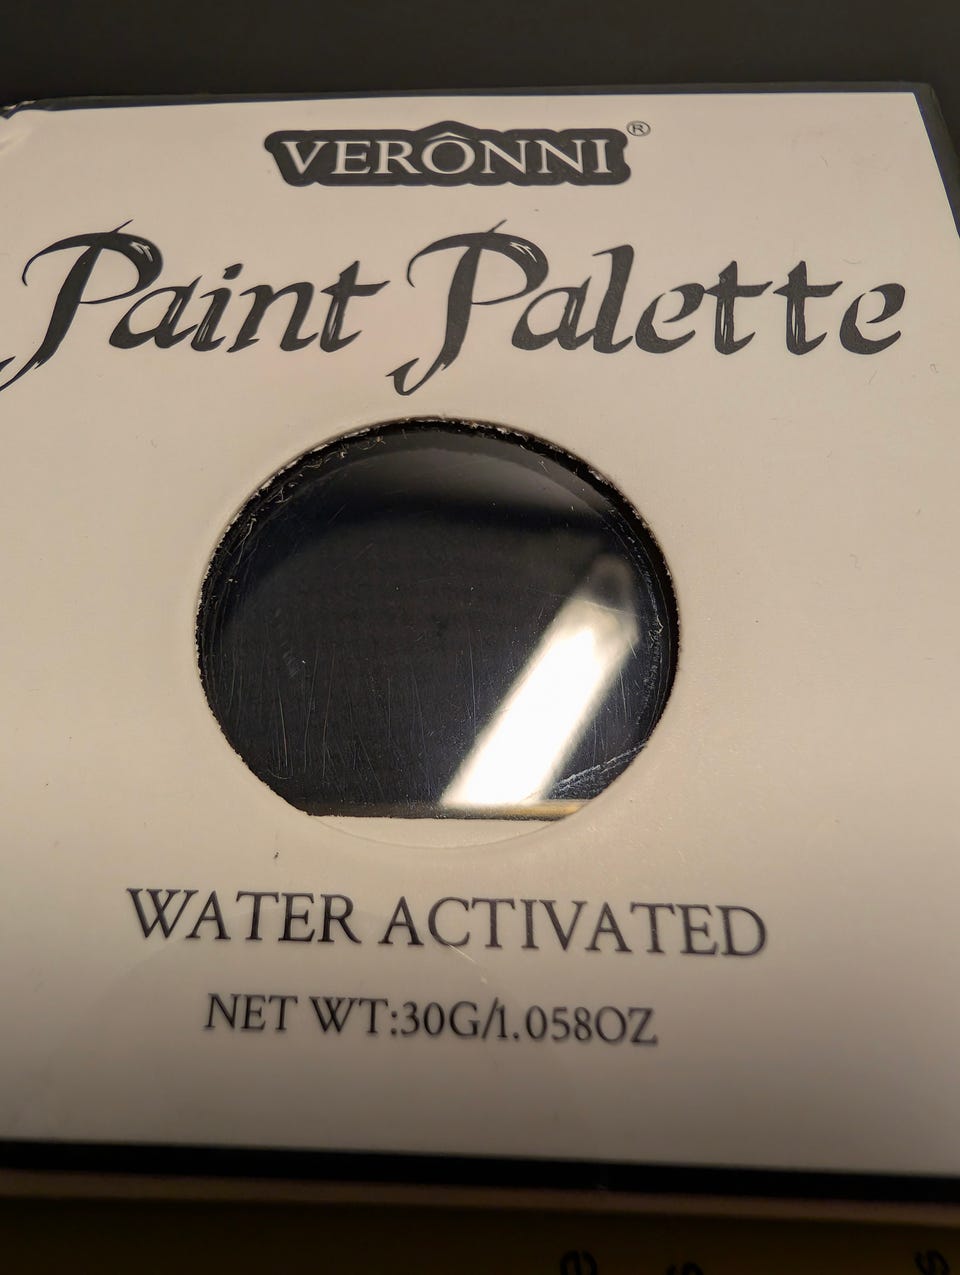 VERÔNNI®
Paint Palette
WATER ACTIVATED
NET WT:30G/1.058OZ